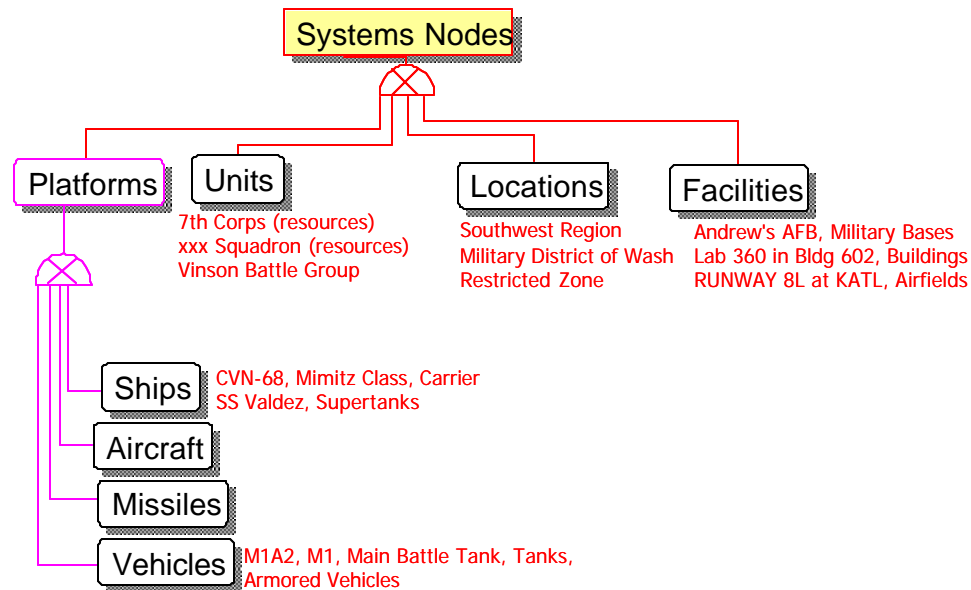 Systems Nodes
Platforms
Units
7th Corps (resources)
xxx Squadron (resources)
Vinson Battle Group
Locations
Southwest Region
Military District of Wash
Restricted Zone
Facilities
Andrew's AFB, Military Bases
Lab 360 in Bldg 602, Buildings
RUNWAY 8L at KATL, Airfields
Ships
CVN-68, Mimitz Class, Carrier
SS Valdez, Supertanks
Aircraft
Missiles
Vehicles
M1A2, M1, Main Battle Tank, Tanks,
Armored Vehicles